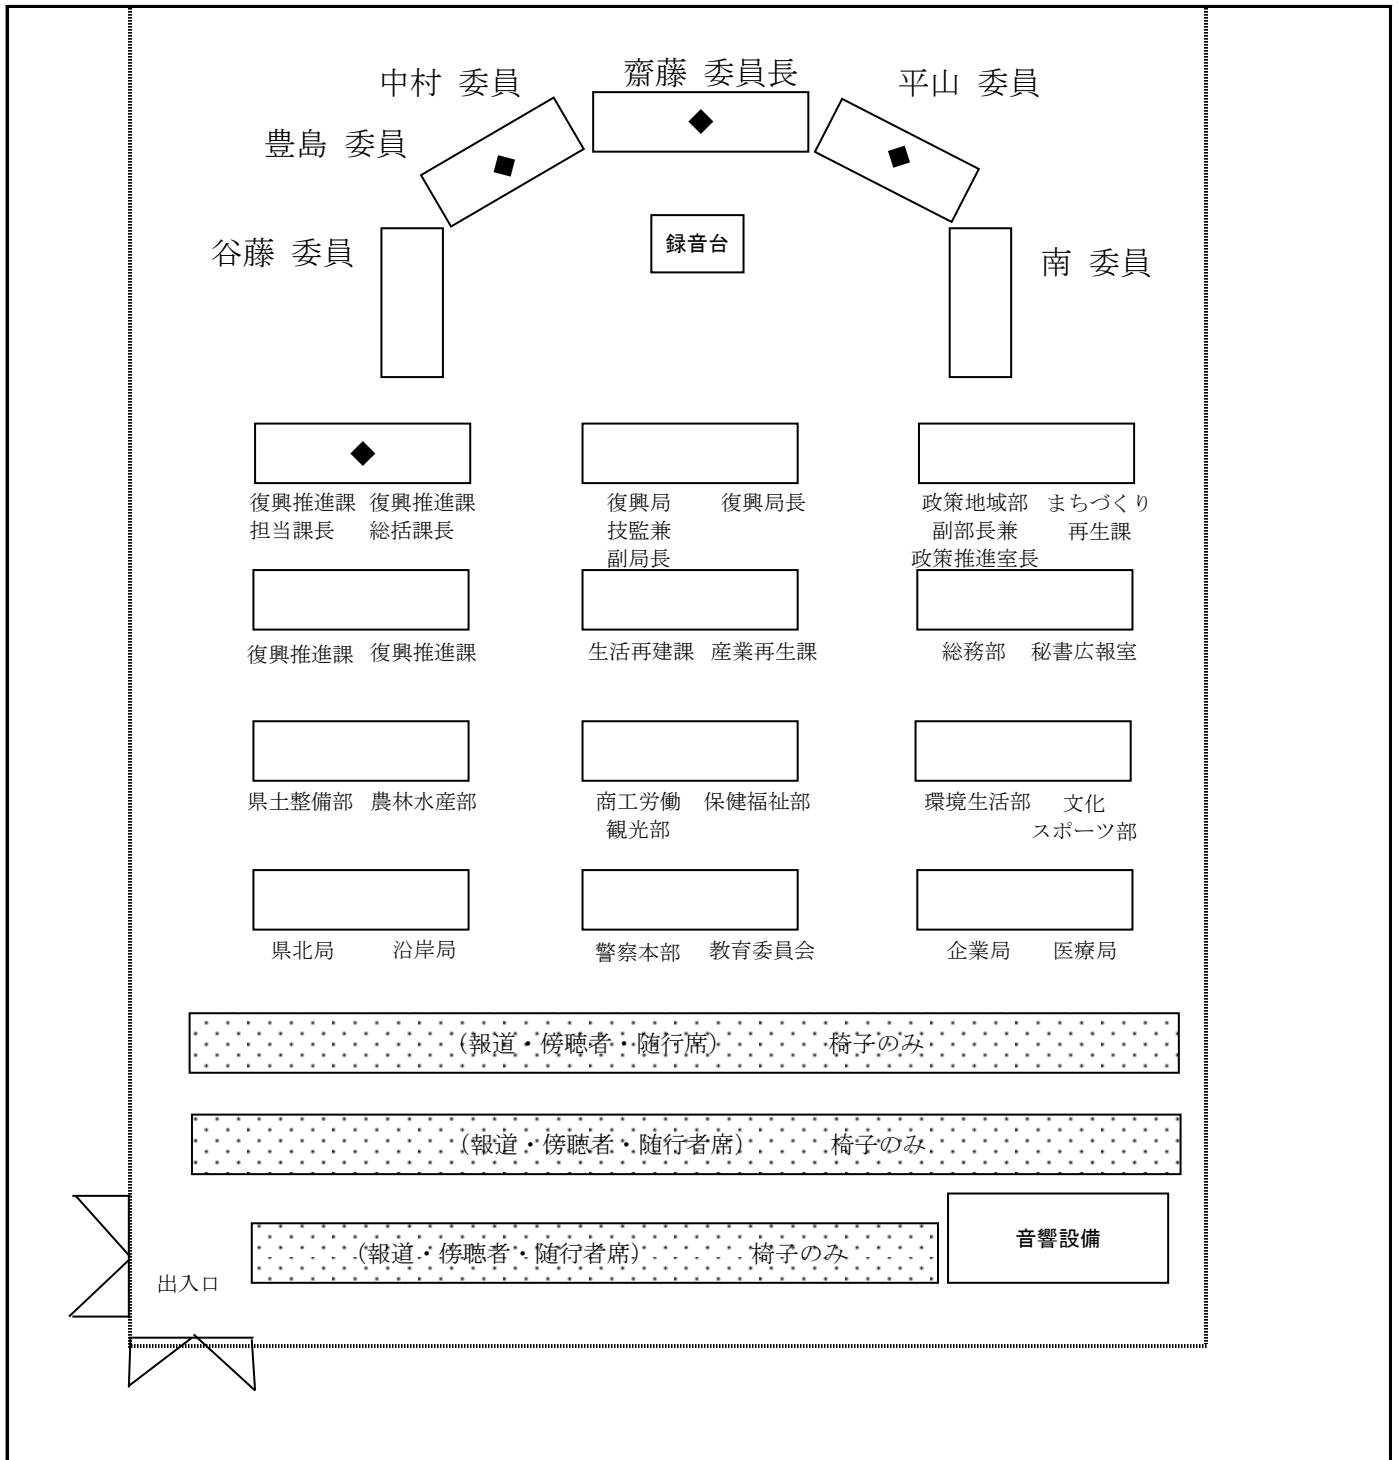 齋藤 委員長
中村 委員
平山 委員
豊島 委員
谷藤 委員
録音台
南 委員
復興推進課
担当課長
復興推進課
総括課長
復興局
技監兼
副局長
復興局長
政策地域部
副部長兼
政策推進室長
まちづくり
再生課
復興推進課
復興推進課
生活再建課
産業再生課
総務部
秘書広報室
県土整備部
農林水産部
商工労働
観光部
保健福祉部
環境生活部
文化
スポーツ部
県北局
沿岸局
警察本部
教育委員会
企業局
医療局
（報道・傍聴者・随行席） 椅子のみ
（報道・傍聴者・随行者席） 椅子のみ
（報道・傍聴者・随行者席） 椅子のみ
音響設備
出入口